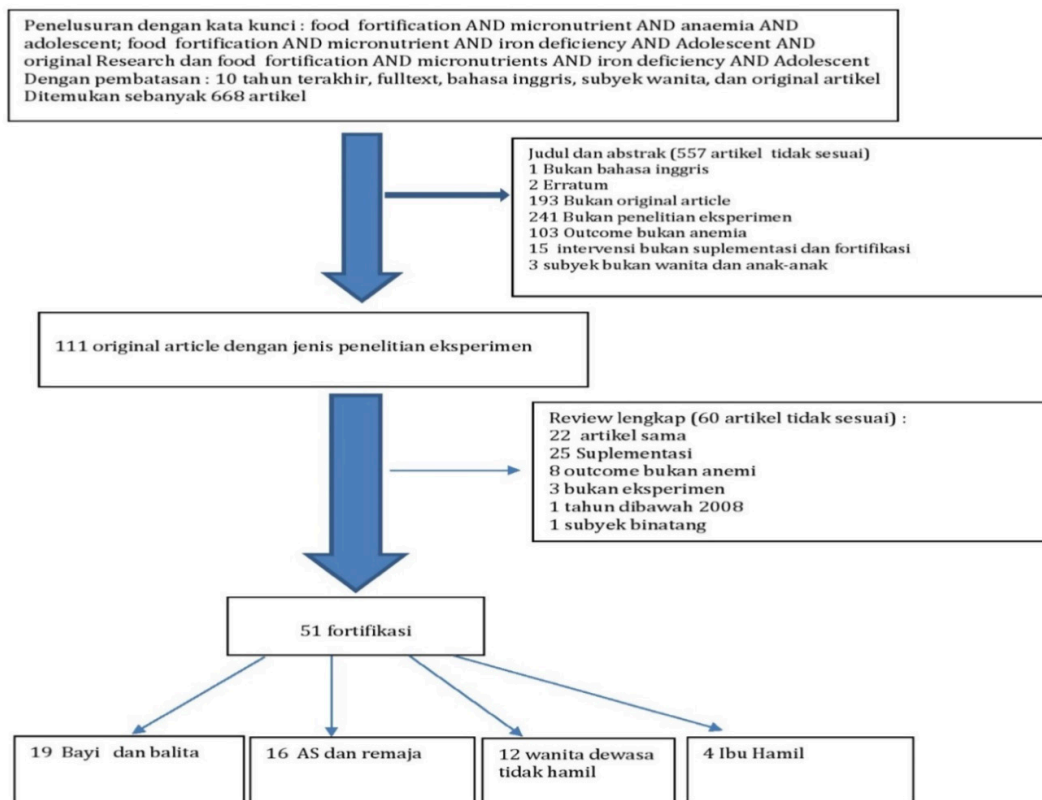 Penelusuran dengan kata kunci : food fortification AND micronutrient AND anaemia AND
adolescent; food fortification AND micronutrient AND iron deficiency AND Adolescent AND
original Research dan food fortification AND micronutrients AND iron deficiency AND Adolescent
Dengan pembatasan : 10 tahun terakhir, fulltext, bahasa inggris, subyek wanita, dan original artikel
Ditemukan sebanyak 668 artikel
Judul dan abstrak (557 artikel tidak sesuai)
1 Bukan bahasa inggris
2 Erratum
193 Bukan original article
241 Bukan penelitian eksperimen
103 Outcome bukan anemia
15 intervensi bukan suplementasi dan fortifikasi
3 subyek bukan wanita dan anak-anak
111 original article dengan jenis penelitian eksperimen
Review lengkap (60 artikel tidak sesuai) :
22 artikel sama
25 Suplementasi
8 outcome bukan anemi
3 bukan eksperimen
1 tahun dibawah 2008
1 subyek binatang
51 fortifikasi
19 Bayi dan balita
16 AS dan remaja
12 wanita dewasa
tidak hamil
4 Ibu Hamil